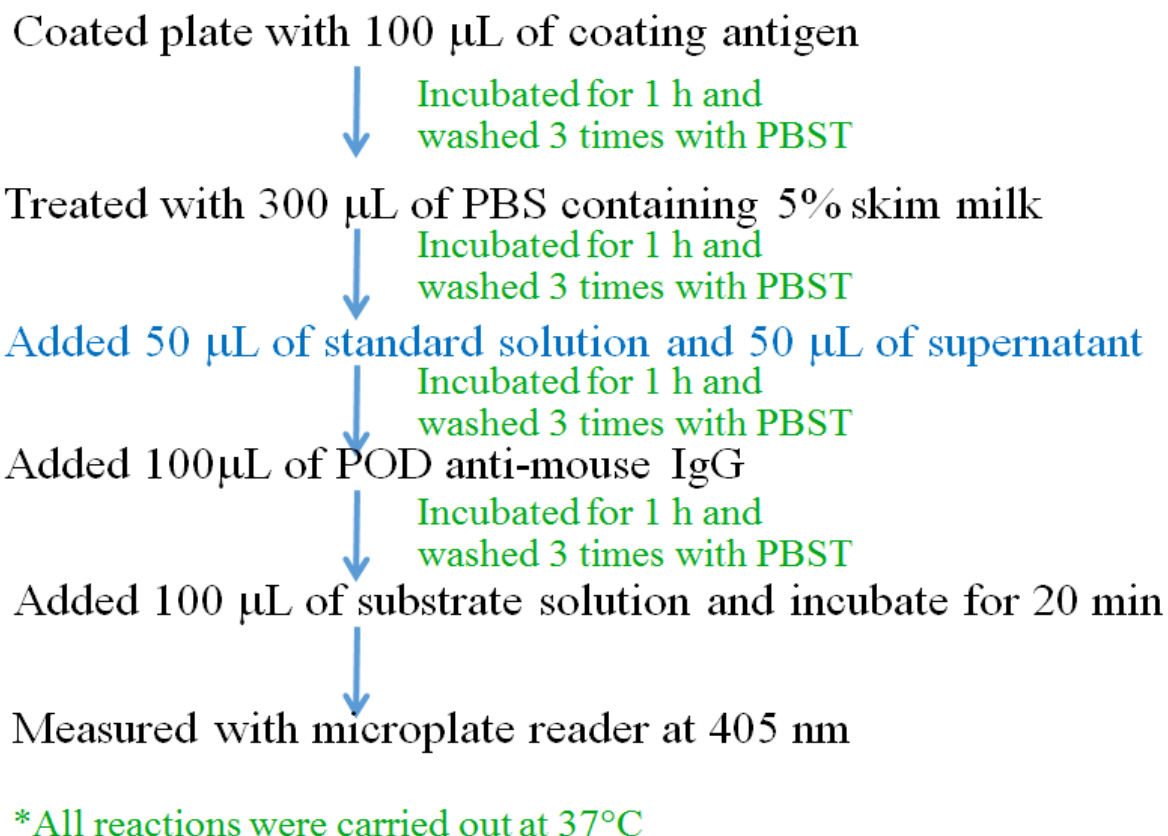 Coated plate with 100 μL of coating antigen
Incubated for 1 h and
washed 3 times with PBST
Treated with 300 μL of PBS containing 5% skim milk
Incubated for 1 h and
washed 3 times with PBST
Added 50 μL of standard solution and 50 μL of supernatant
Incubated for 1 h and
washed 3 times with PBST
Added 100μL of POD anti-mouse IgG
Incubated for 1 h and
washed 3 times with PBST
Added 100 μL of substrate solution and incubate for 20 min
Measured with microplate reader at 405 nm
*All reactions were carried out at 37°C